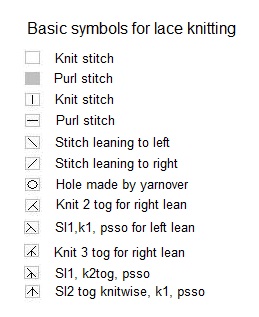 Basic symbols for lace knitting
Knit stitch
Purl stitch
Knit stitch
Purl stitch
Stitch leaning to left
Stitch leaning to right
Hole made by yarnover
Knit 2 tog for right lean
Sl1,k1, psso for left lean
Knit 3 tog for right lean
Sl1, k2tog, psso
Sl2 tog knitwise, k1, psso